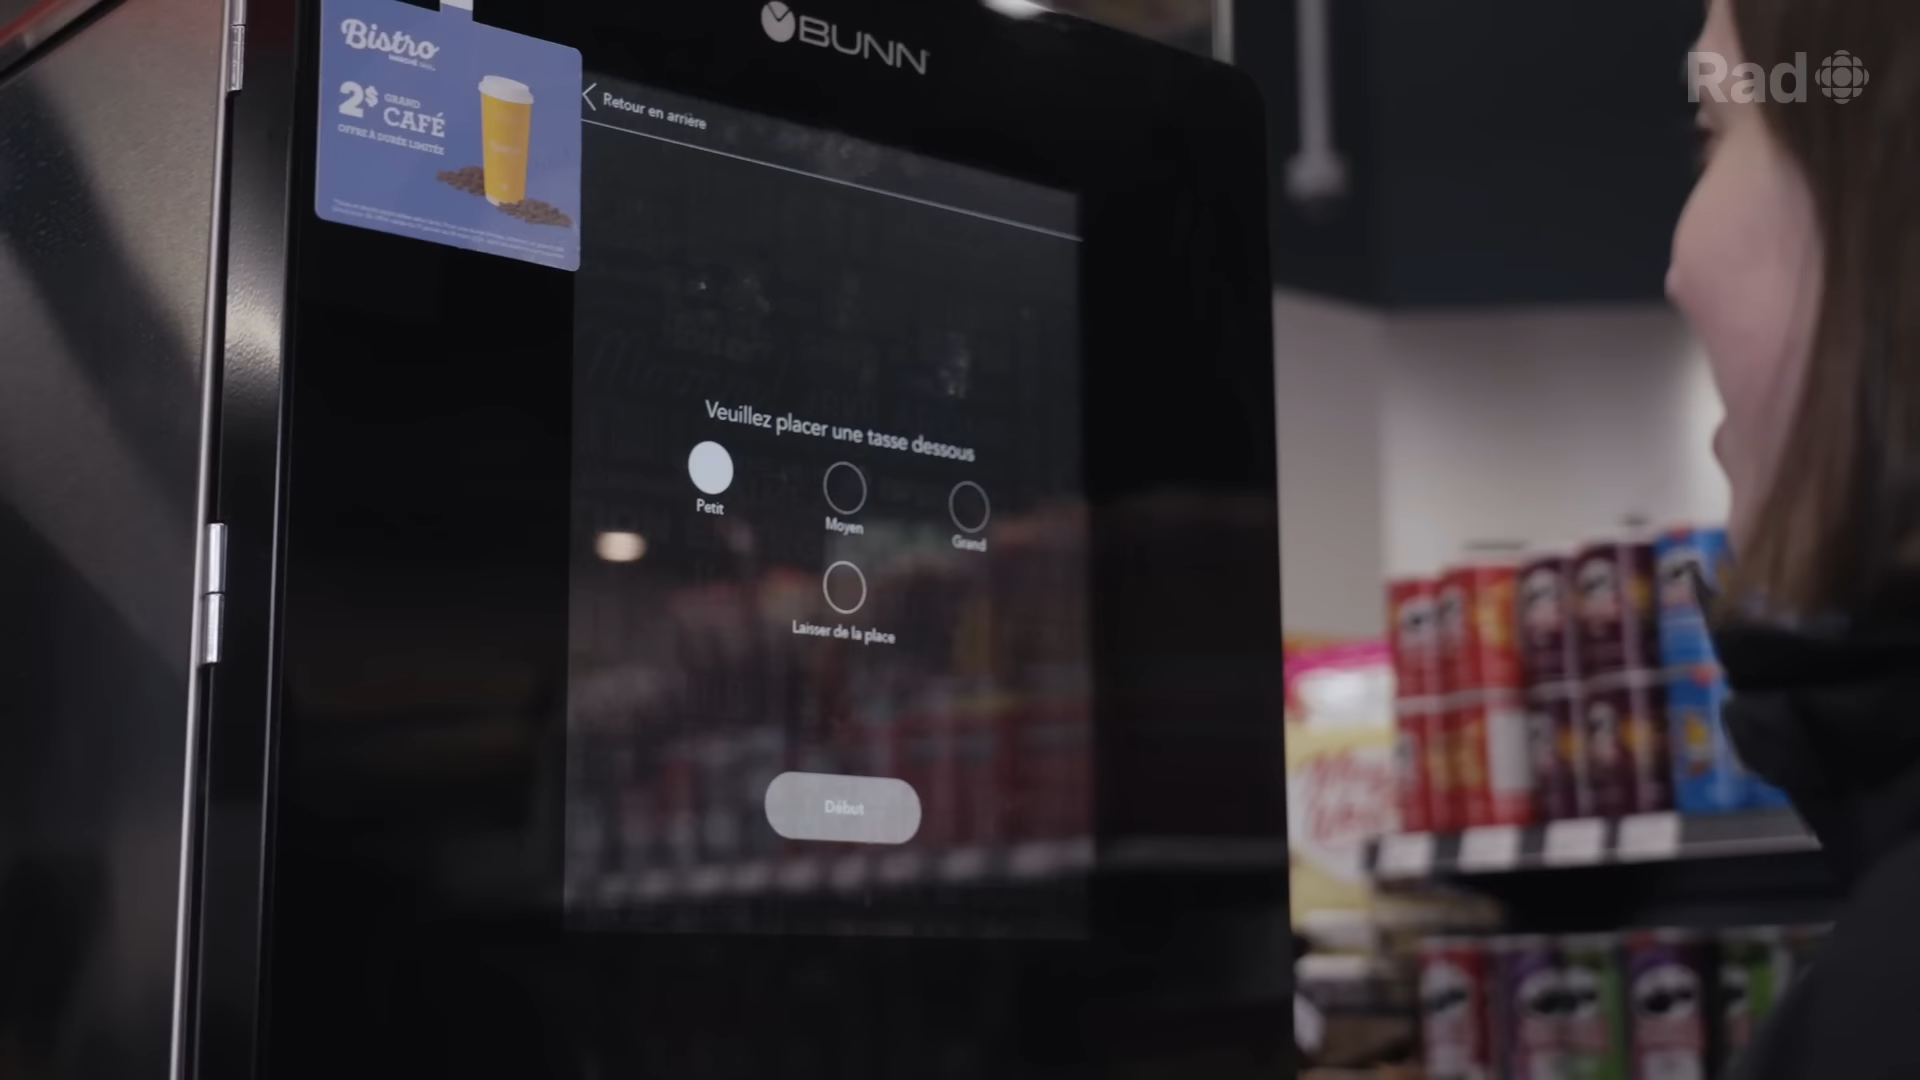 Bistro
2$ GRAND
CAFÉ
OFFRE À DURÉE LIMITÉE
BUNN
Rad
Retour en arrière
Veuillez placer une tasse dessous
Petit
Moyen
Grand
Laisser de la place
Début